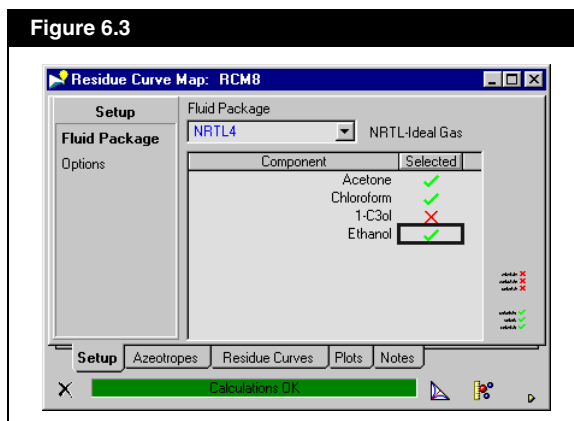 Figure 6.3
Residue Curve Map: RCM8
Setup
Fluid Package
Options
Fluid Package
NRTL4 NRTL-Ideal Gas
Component Selected
Acetone
Chloroform
1-C3ol
Ethanol
Setup Azeotropes Residue Curves Plots Notes
Calculations OK